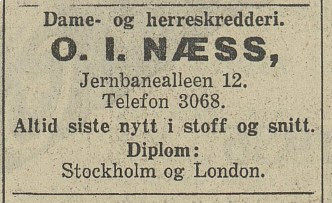 Dame- og herreskredderi.
O. I. NÆSS,
Jernbanealleen 12.
Telefon 3068.
Altid siste nytt i stoff og snitt.
Diplom:
Stockholm og London.